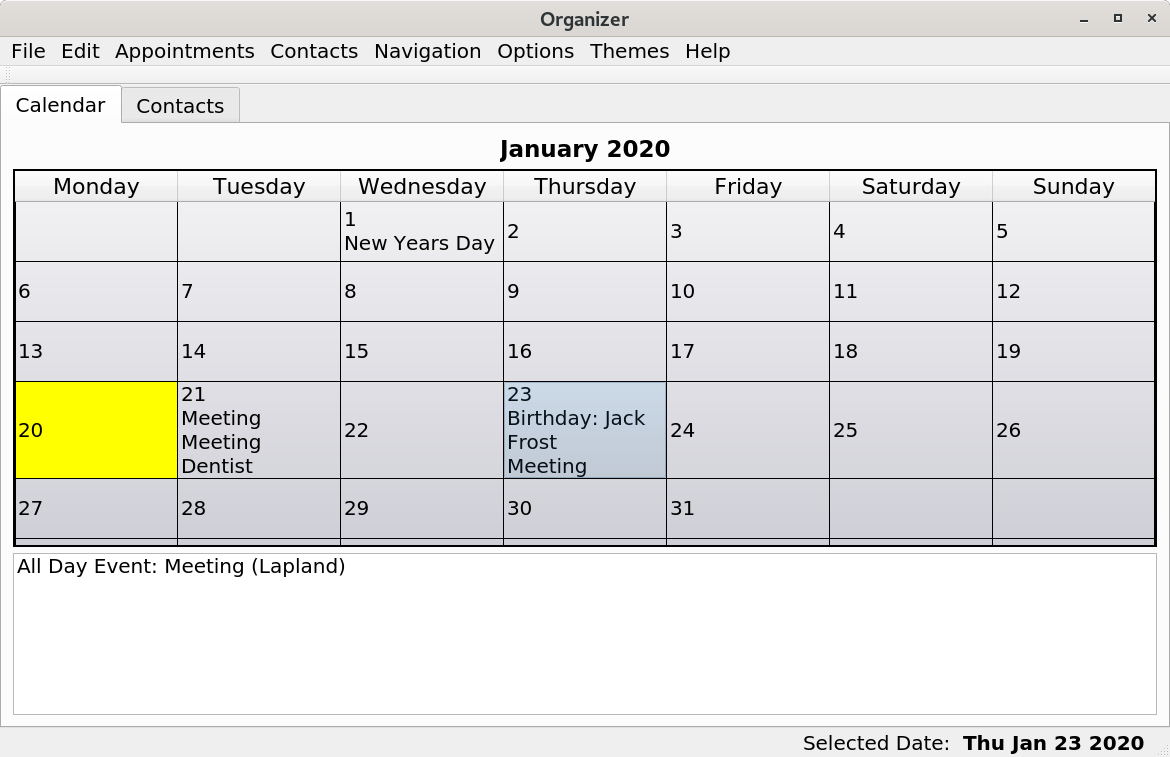 Organizer
File Edit Appointments Contacts Navigation Options Themes Help
Calendar Contacts
January 2020
Monday Tuesday Wednesday Thursday Friday Saturday Sunday
1 2 3 4 5
New Years Day
6 7 8 9 10 11 12
13 14 15 16 17 18 19
20
21
Meeting
Meeting
Dentist
22
23
Birthday: Jack
Frost
Meeting
24 25 26
27 28 29 30 31
All Day Event: Meeting (Lapland)
Selected Date: Thu Jan 23 2020